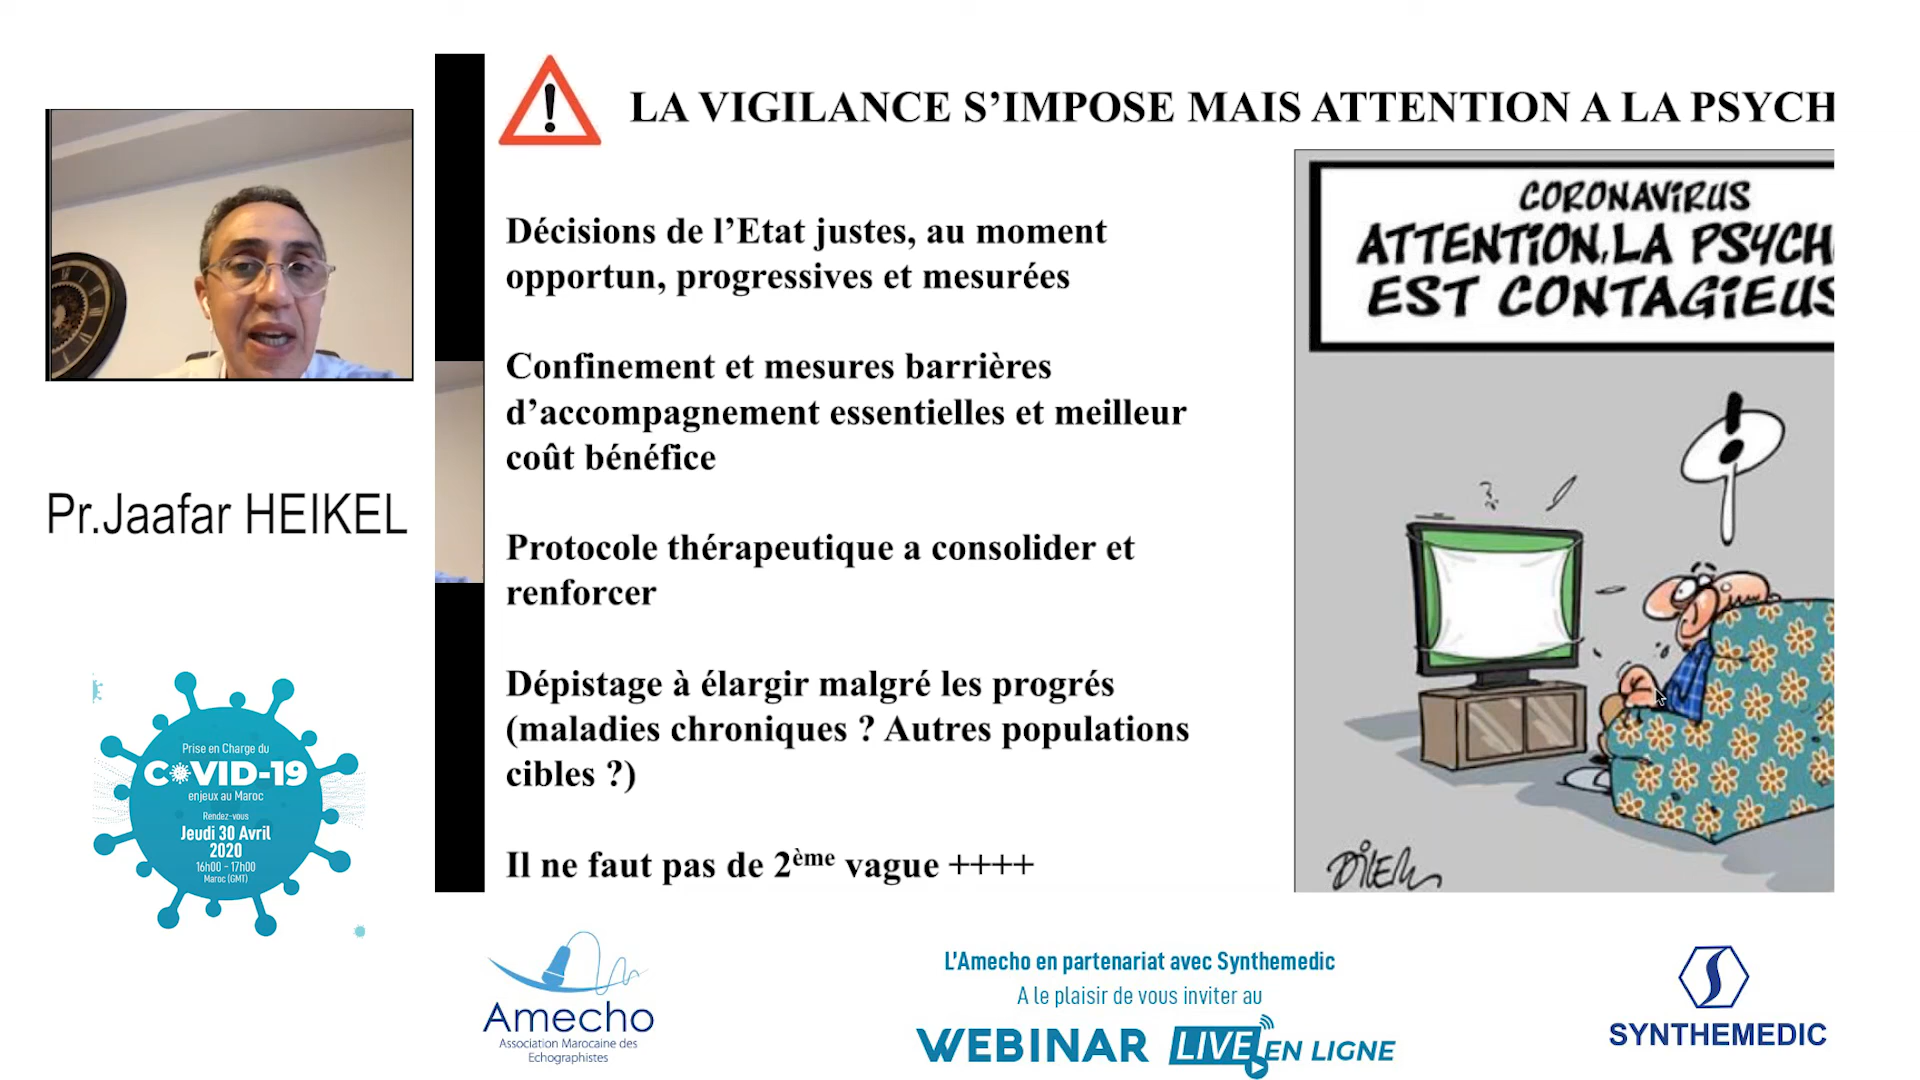 LA VIGILANCE S’IMPOSE MAIS ATTENTION A LA PSYCH
Décisions de l’Etat justes, au moment
opportun, progressives et mesurées
Confinement et mesures barrières
d’accompagnement essentielles et meilleur
coût bénéfice
Protocole thérapeutique a consolider et
renforcer
Dépistage à élargir malgré les progrés
(maladies chroniques ? Autres populations
cibles ?)
Il ne faut pas de 2ème vague ++++
CORONAVIRUS
ATTENTION, LA PSYCH
EST CONTAGIEUS
DILEM
Pr.Jaafar HEIKEL
Prise en Charge du
COVID-19
enjeux au Maroc
Rendez-vous
Jeudi 30 Avril
2020
16h00 - 17h00
Maroc (GMT)
Amecho
Association Marocaine des
Echographistes
L'Amecho en partenariat avec Synthemedic
A le plaisir de vous inviter au
WEBINAR LIVE EN LIGNE
SYNTHEMEDIC